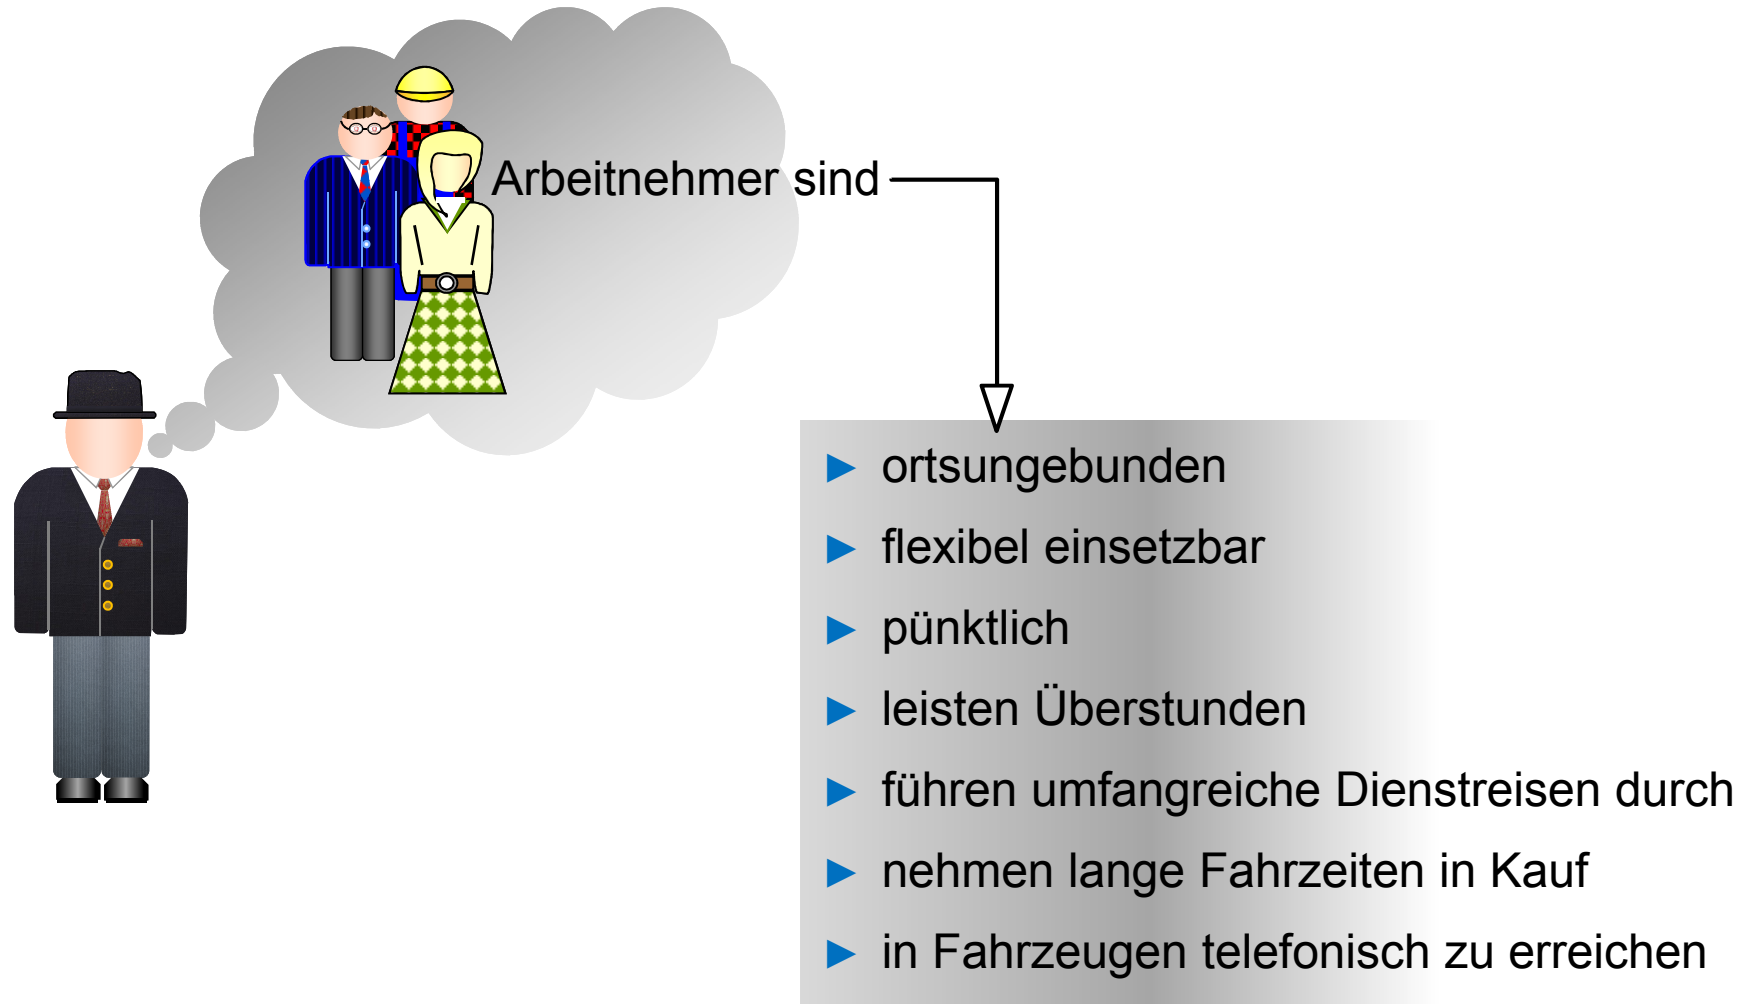 Arbeitnehmer sind
► ortsungebunden
► flexibel einsetzbar
► pünktlich
► leisten Überstunden
► führen umfangreiche Dienstreisen durch
► nehmen lange Fahrzeiten in Kauf
► in Fahrzeugen telefonisch zu erreichen